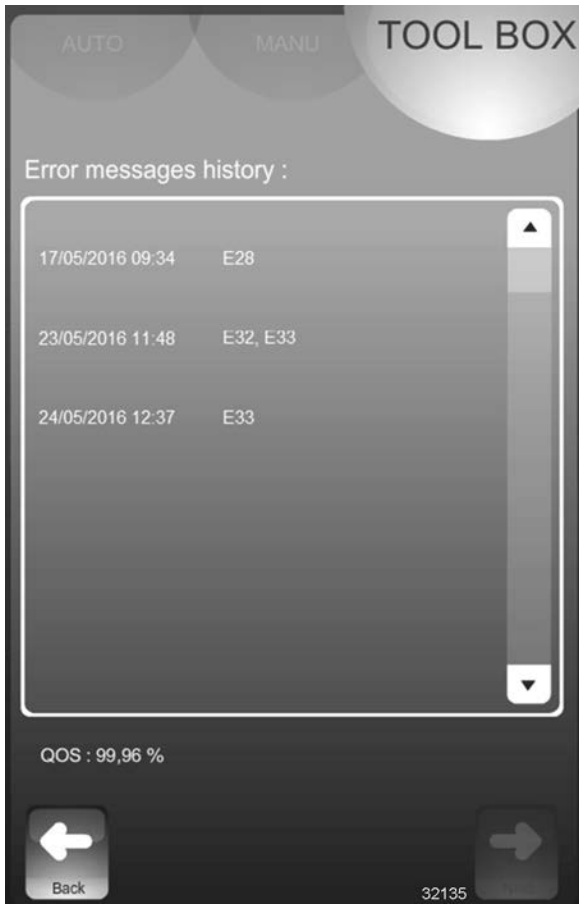 AUTO MANU TOOL BOX
Error messages history :
17/05/2016 09:34 E28
23/05/2016 11:48 E32, E33
24/05/2016 12:37 E33
QOS : 99,96 %
Back
32135